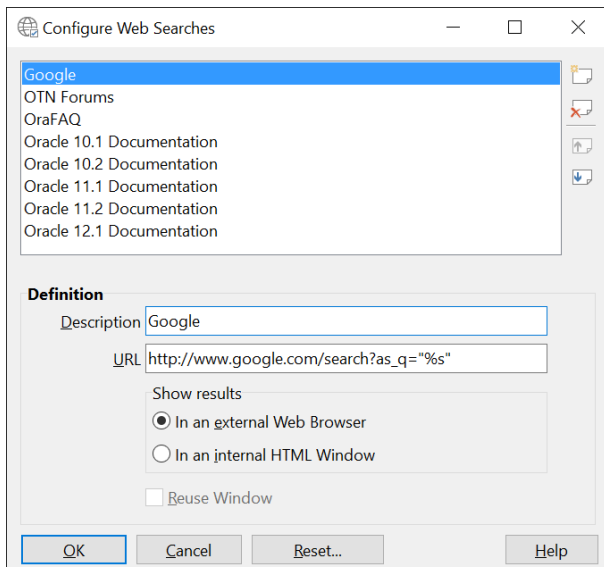 Configure Web Searches
Google
OTN Forums
OraFAQ
Oracle 10.1 Documentation
Oracle 10.2 Documentation
Oracle 11.1 Documentation
Oracle 11.2 Documentation
Oracle 12.1 Documentation
Definition
Description Google
URL http://www.google.com/search?as_q="%s"
Show results
In an external Web Browser
In an internal HTML Window
Reuse Window
OK Cancel Reset... Help